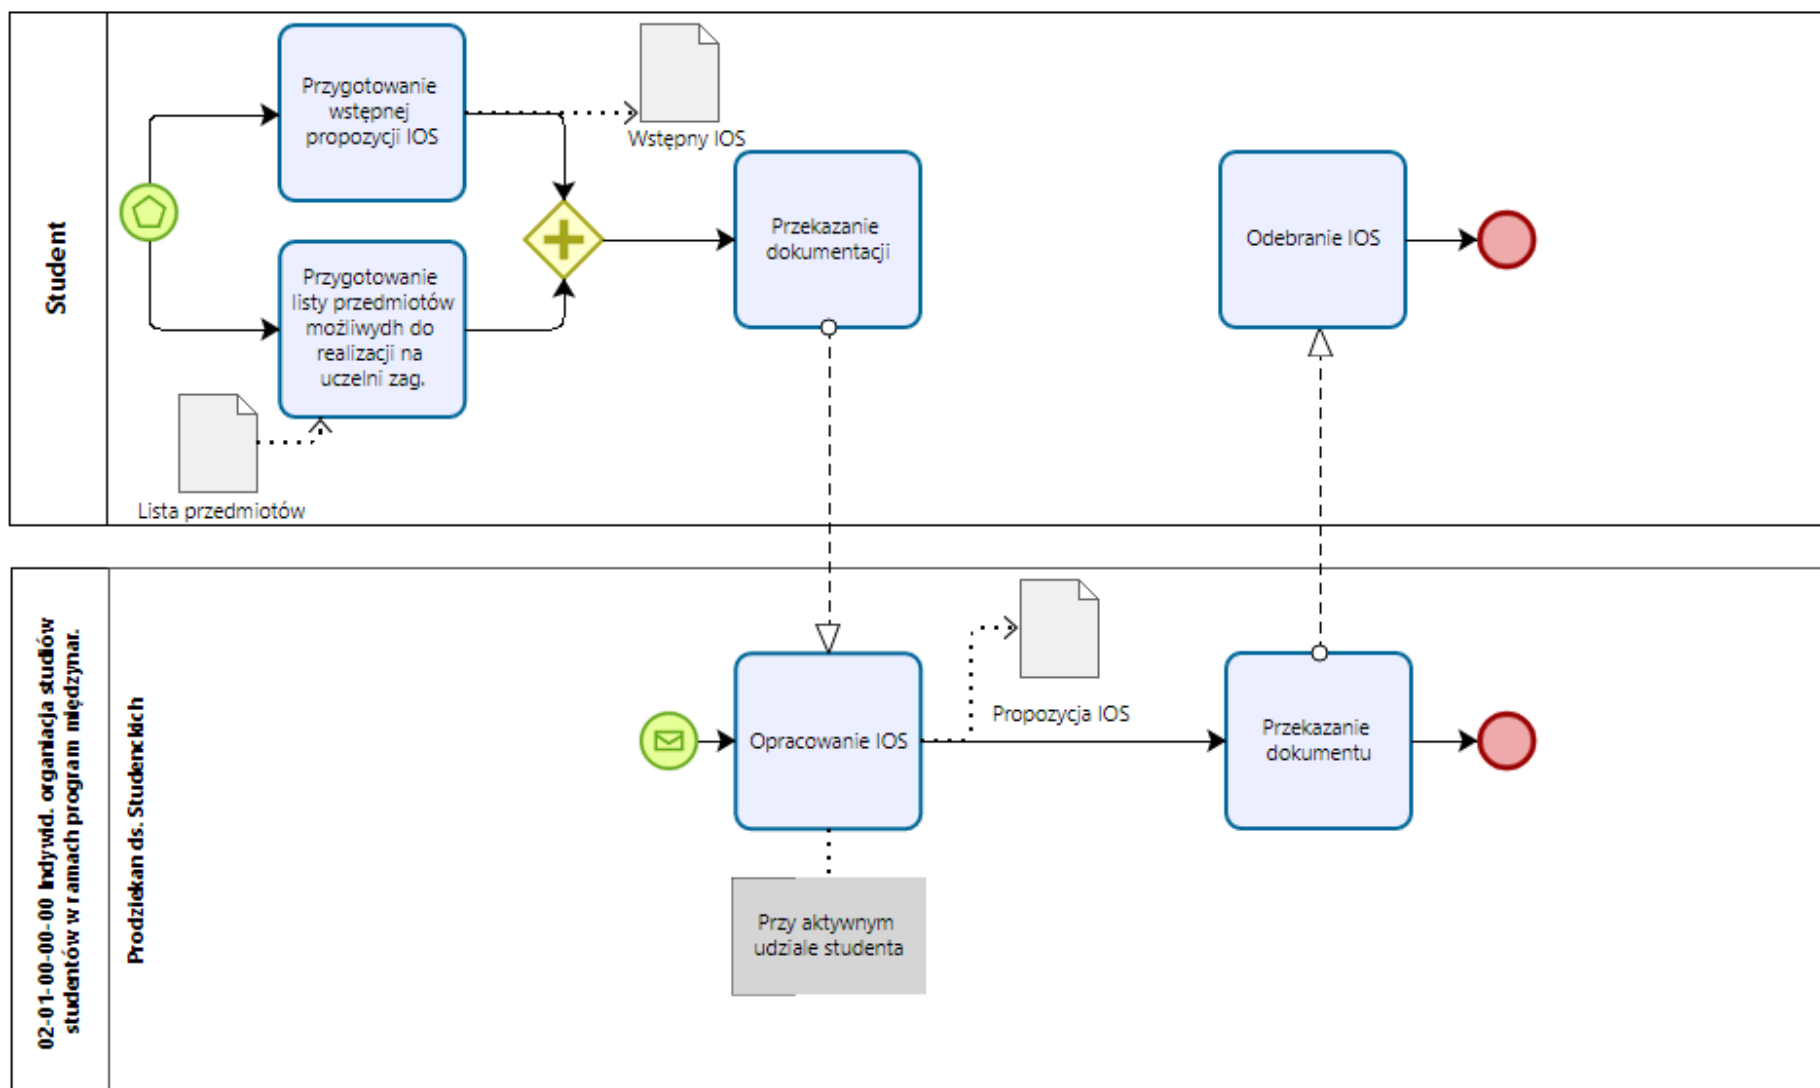 Student
Przygotowanie
wstępnej
propozycji IOS
Wstępny IOS
Przygotowanie
listy przedmiotów
możliwydh do
realizacji na
uczelni zag.
Lista przedmiotów
Przekazanie
dokumentacji
Odebranie IOS
02-01-00-00-00 Indywid. organiacja studiów
studentów w ramach program międzynar.
Prodziekan ds. Studenckich
Opracowanie IOS
Propozycja IOS
Przekazanie
dokumentu
Przy aktywnym
udziale studenta